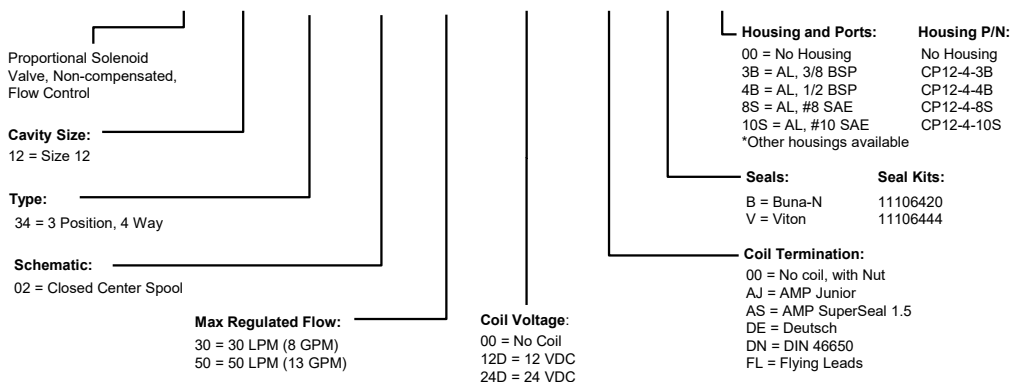 Proportional Solenoid
Valve, Non-compensated,
Flow Control
Cavity Size:
12 = Size 12
Type:
34 = 3 Position, 4 Way
Schematic:
02 = Closed Center Spool
Max Regulated Flow:
30 = 30 LPM (8 GPM)
50 = 50 LPM (13 GPM)
Coil Voltage:
00 = No Coil
12D = 12 VDC
24D = 24 VDC
Housing and Ports: Housing P/N:
00 = No Housing No Housing
3B = AL, 3/8 BSP CP12-4-3B
4B = AL, 1/2 BSP CP12-4-4B
8S = AL, #8 SAE CP12-4-8S
10S = AL, #10 SAE CP12-4-10S
*Other housings available
Seals: Seal Kits:
B = Buna-N 11106420
V = Viton 11106444
Coil Termination:
00 = No coil, with Nut
AJ = AMP Junior
AS = AMP SuperSeal 1.5
DE = Deutsch
DN = DIN 46650
FL = Flying Leads